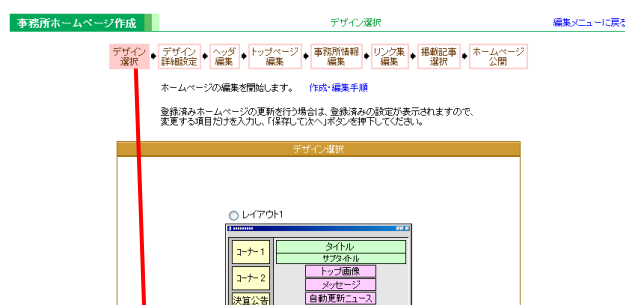 事務所ホームページ作成
デザイン選択
編集メニューに戻る
デザイン選択 ◆ デザイン詳細設定 ◆ ヘッダ編集 ◆ トップページ編集 ◆ 事務所情報編集 ◆ リンク集編集 ◆ 掲載記事選択 ◆ ホームページ公開
ホームページの編集を開始します。 作成・編集手順
登録済みホームページの更新を行う場合は、登録済みの設定が表示されますので、
変更する項目だけを入力し、「保存して次へ」ボタンを押下してください。
デザイン選択
レイアウト1
コーナー1
タイトル
サブタイトル
コーナー2
トップ画像
メッセージ
決算公告
自動更新ニュース